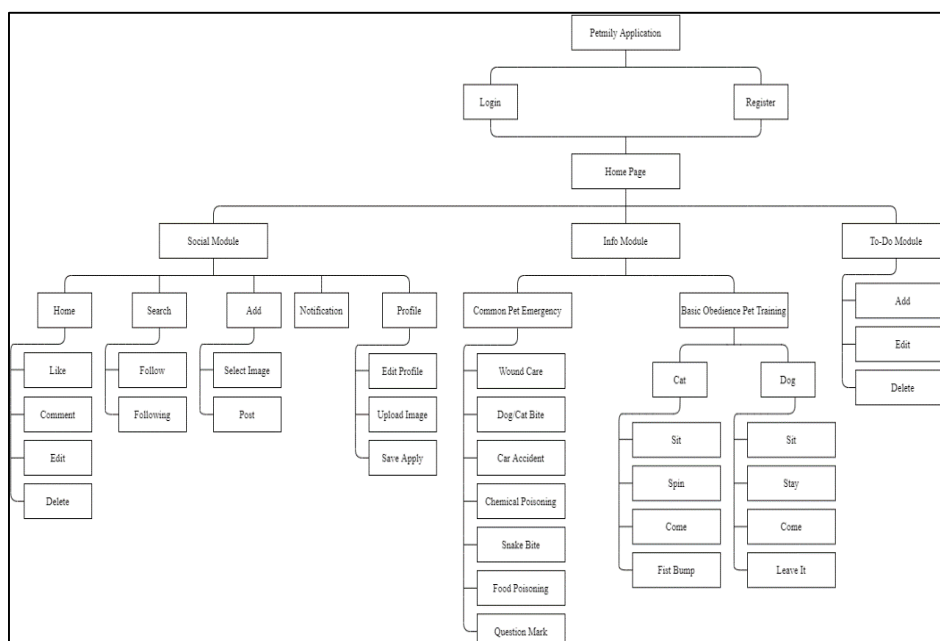 Petmily Application
Login
Register
Home Page
Social Module
Info Module
To-Do Module
Home
Search
Add
Notification
Profile
Common Pet Emergency
Basic Obedience Pet Training
Add
Like
Follow
Select Image
Edit Profile
Wound Care
Cat
Dog
Edit
Comment
Following
Post
Upload Image
Dog/Cat Bite
Delete
Edit
Save Apply
Car Accident
Sit
Sit
Delete
Chemical Poisoning
Spin
Stay
Snake Bite
Come
Come
Food Poisoning
Fist Bump
Leave It
Question Mark